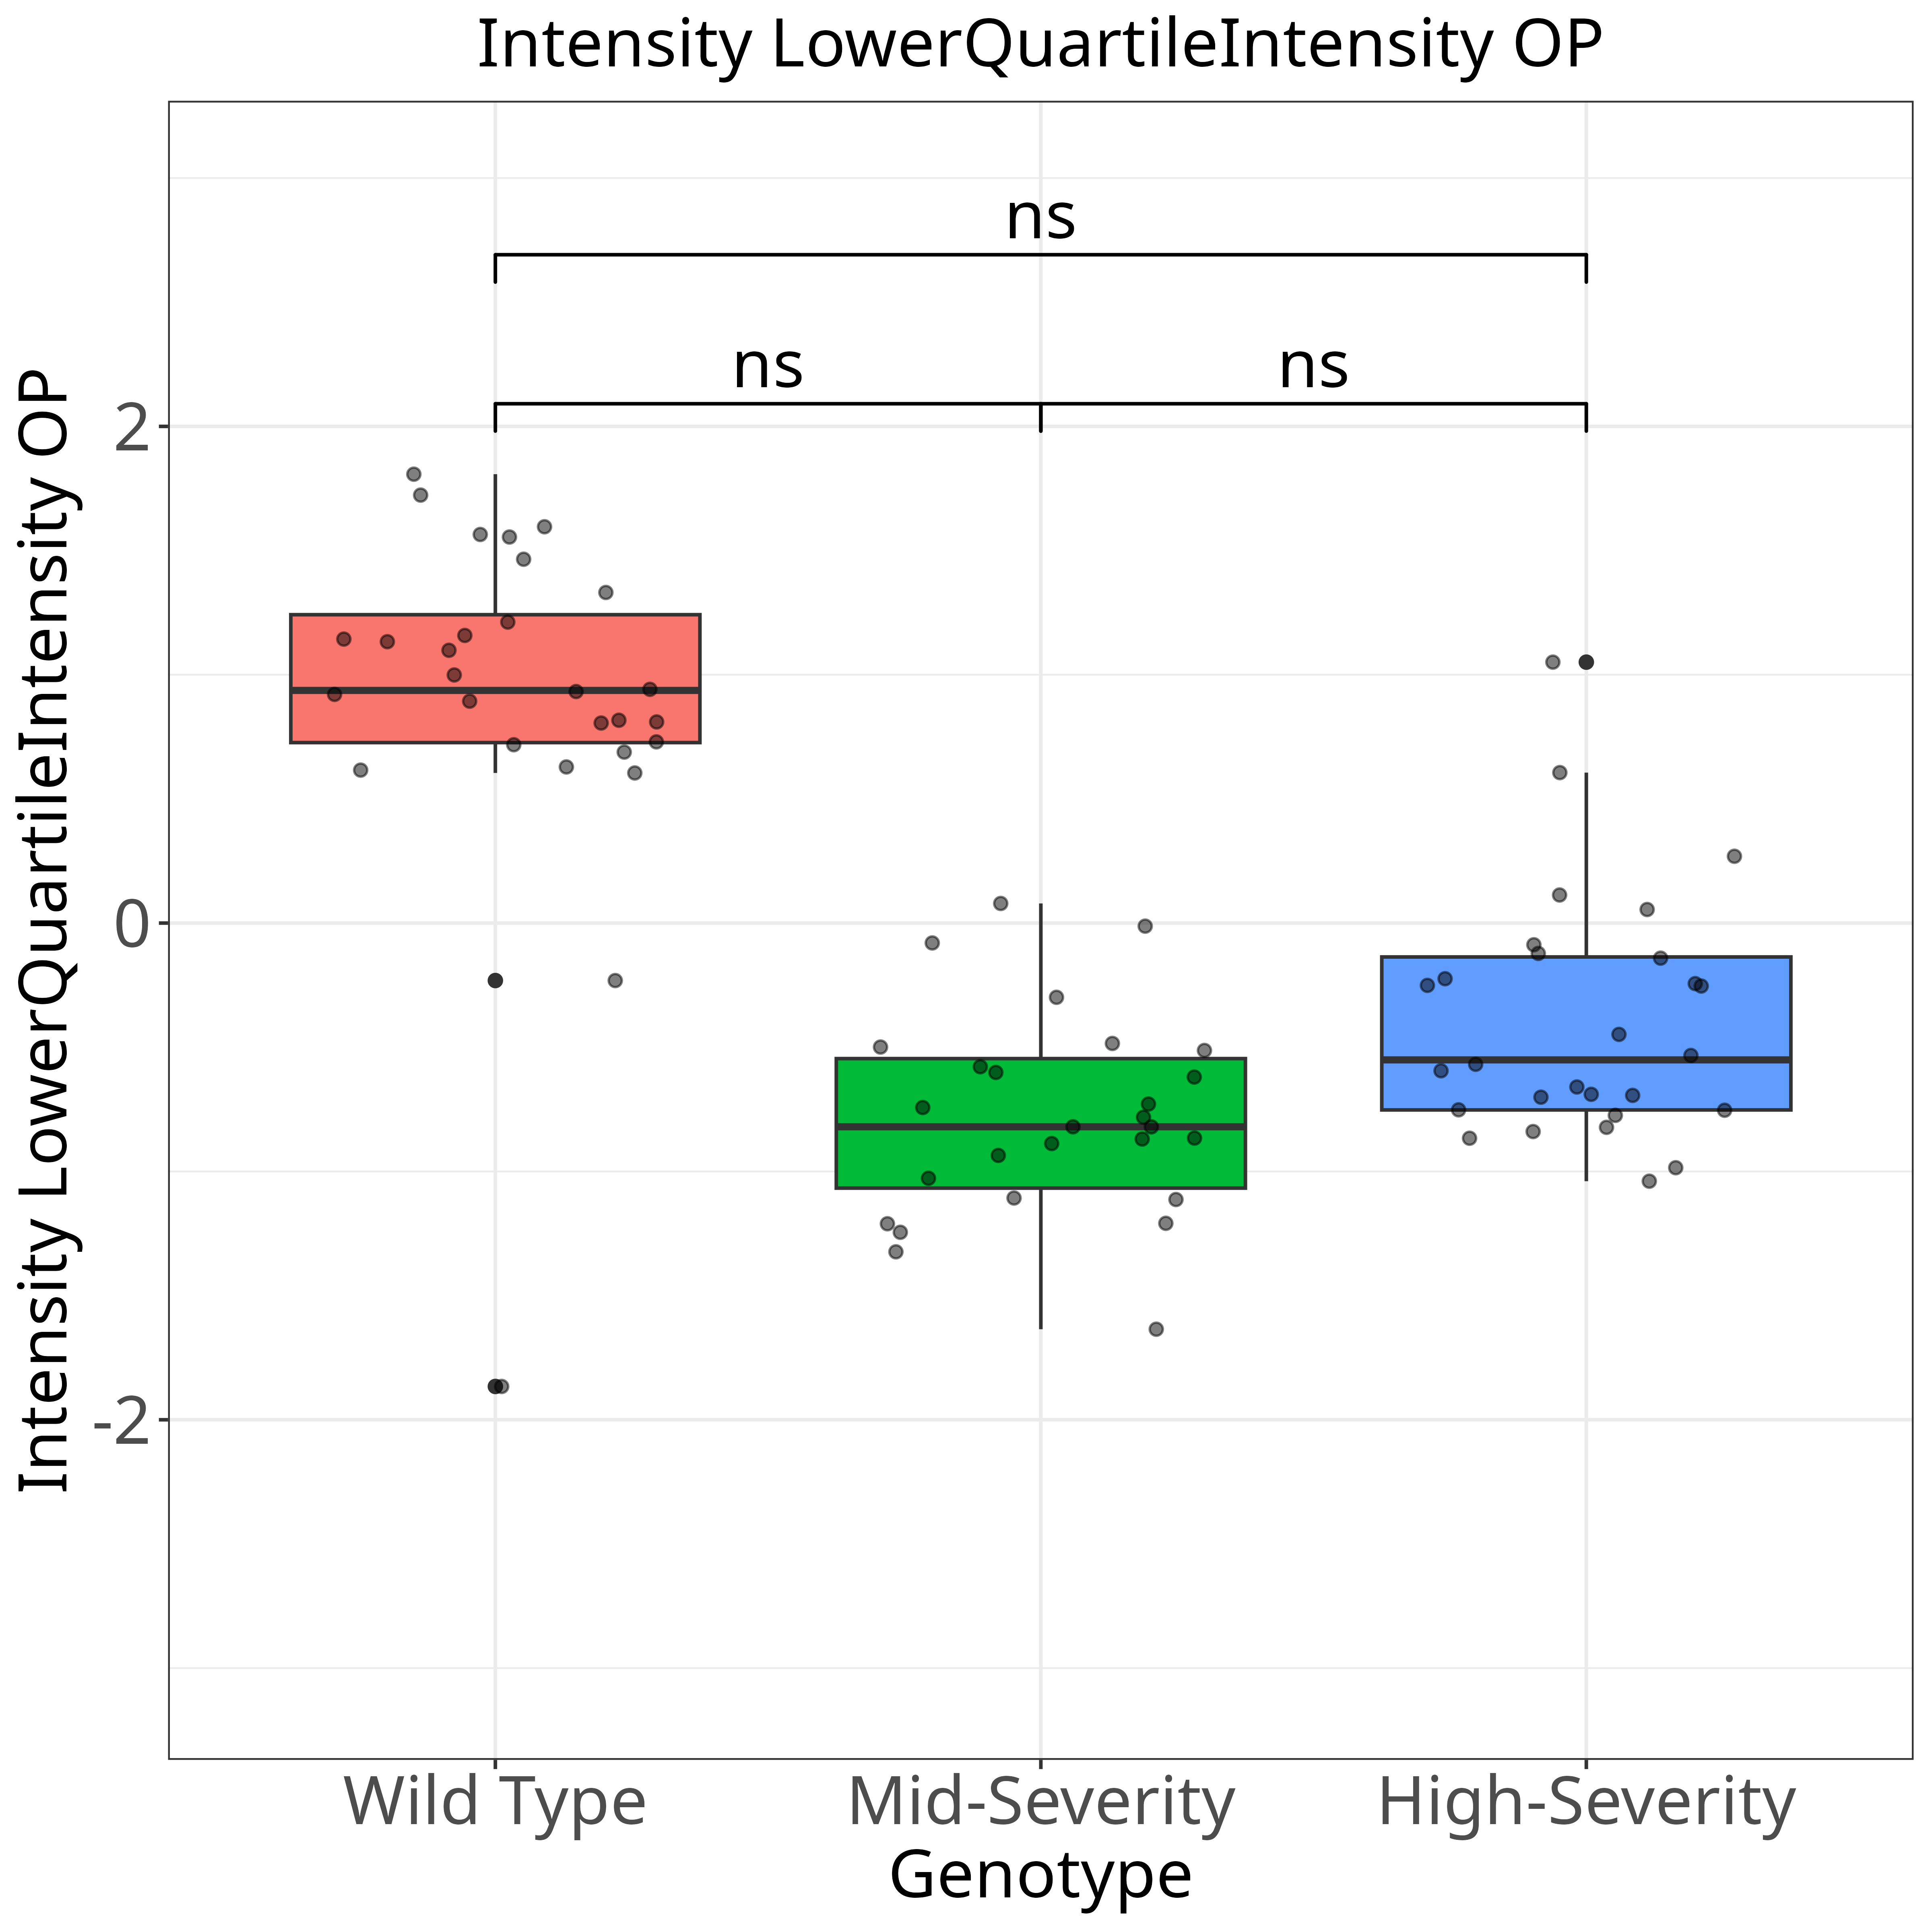 Intensity LowerQuartileIntensity OP
ns
ns ns
Intensity LowerQuartileIntensity OP
2
0
-2
Wild Type Mid-Severity High-Severity
Genotype